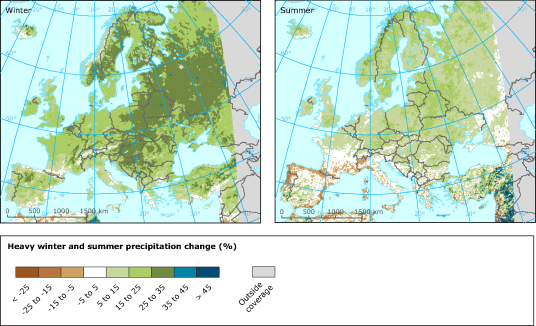 Winter
Summer
0 500 1000 1500 km
0 500 1000 1500 km
Heavy winter and summer precipitation change (%)
< -25
-25 to -15
-15 to -5
-5 to 5
5 to 15
15 to 25
25 to 35
35 to 45
> 45
Outside
coverage